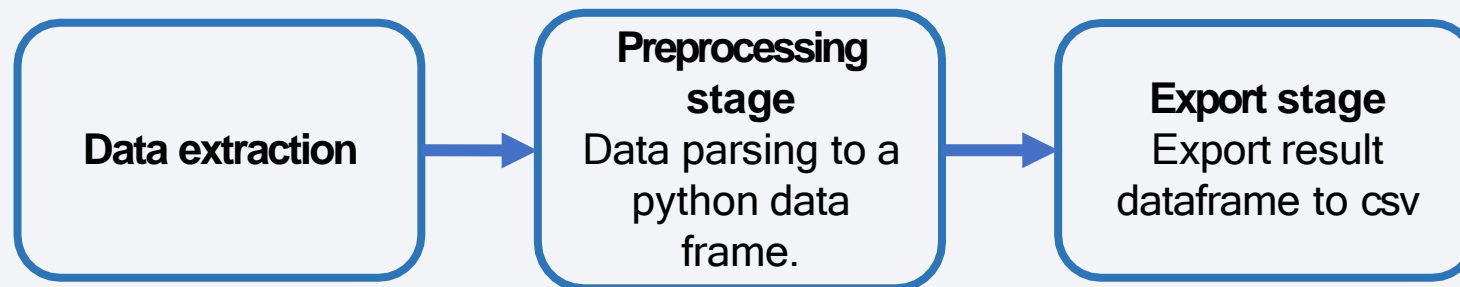 Data extraction
Preprocessing
stage
Data parsing to a
python data
frame.
Export stage
Export result
dataframe to csv